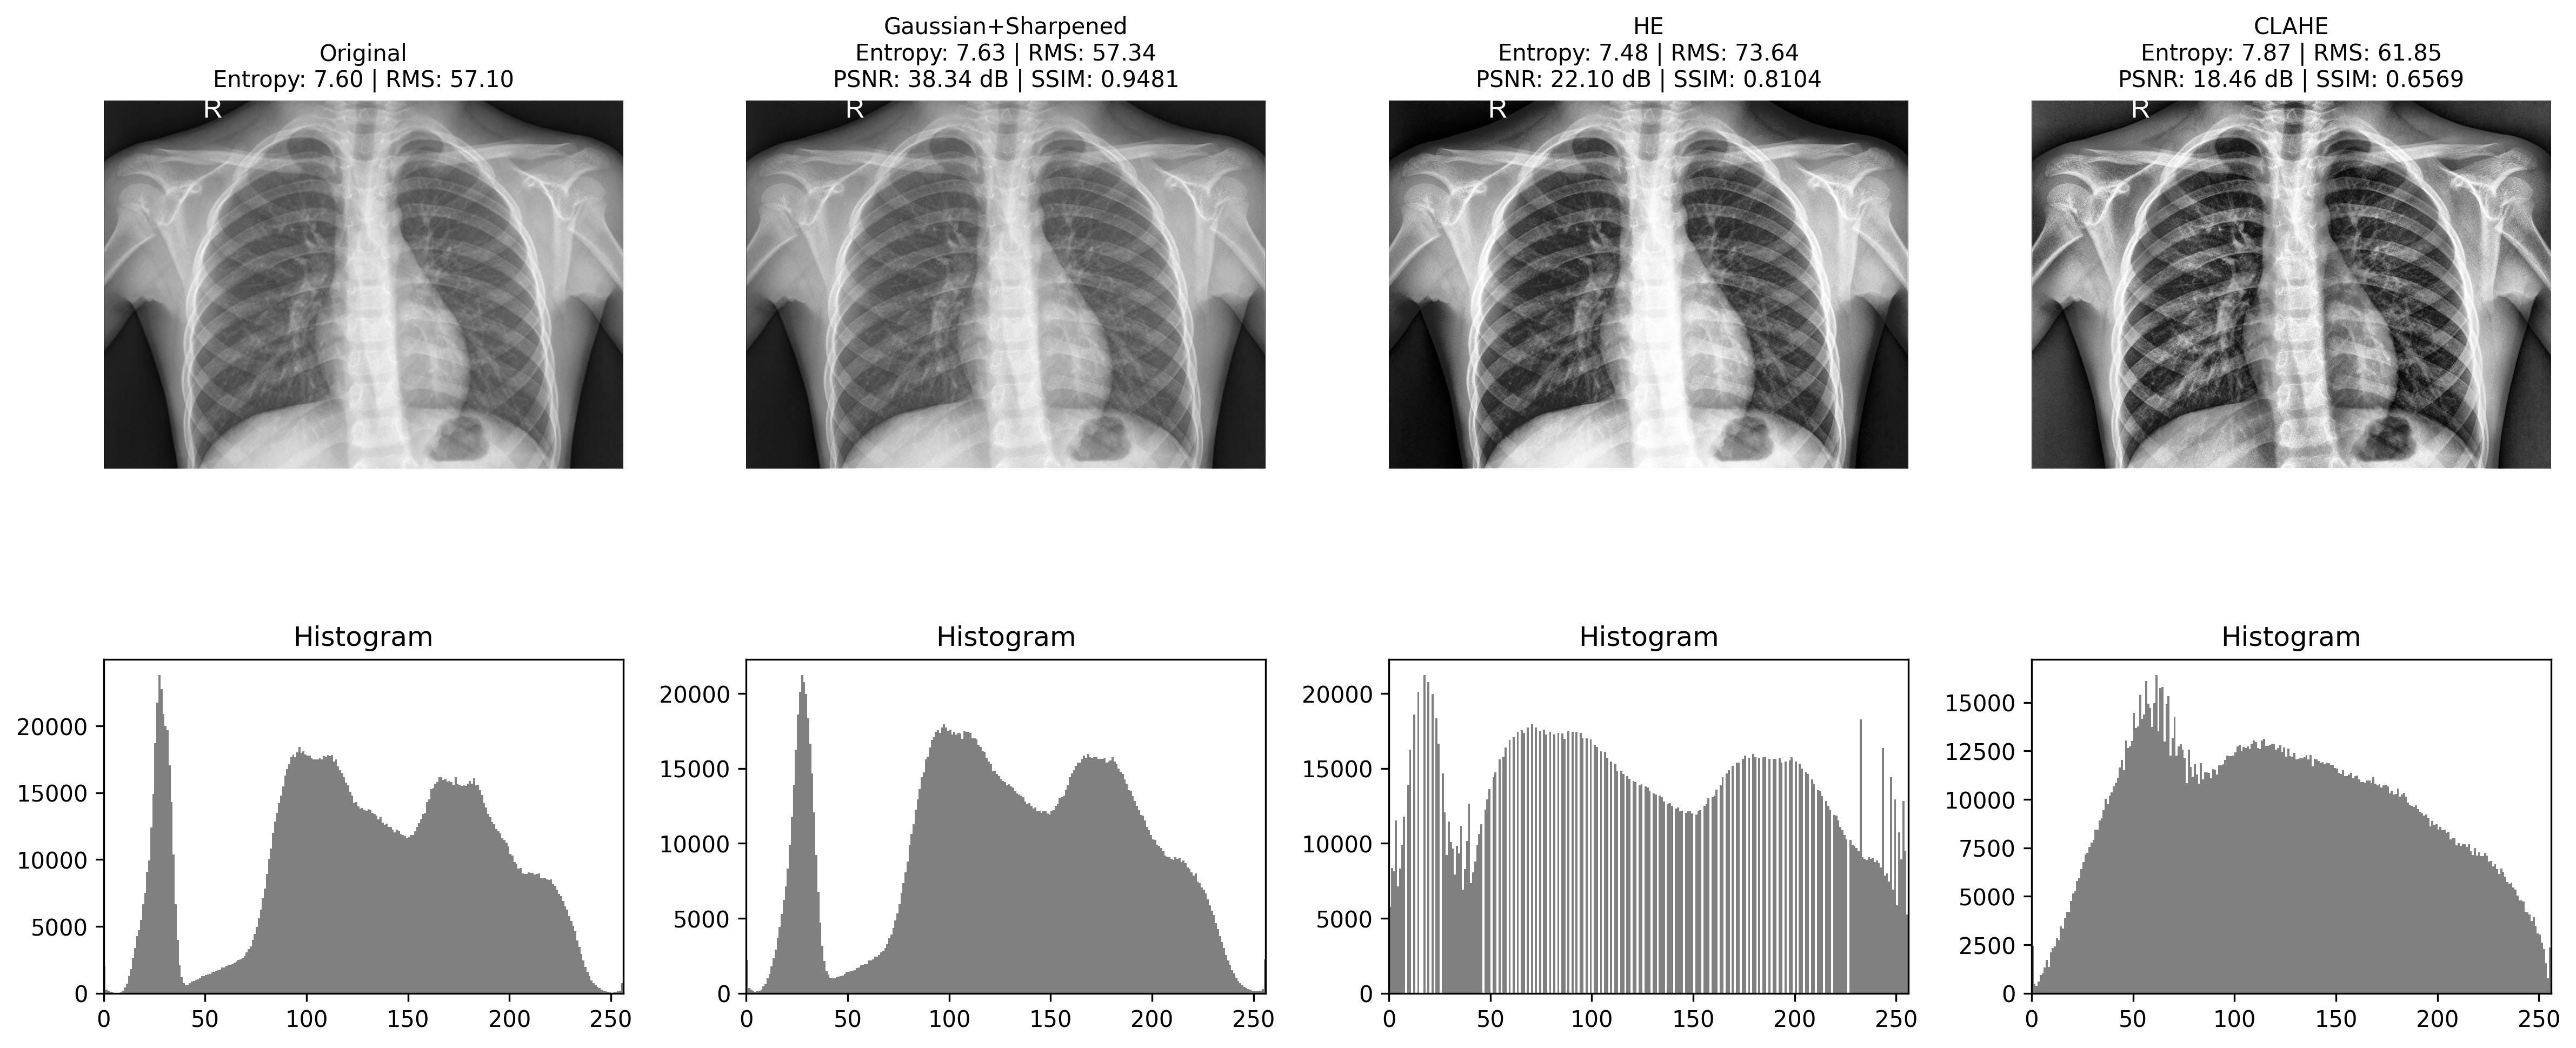 Original
Entropy: 7.60 | RMS: 57.10
Gaussian+Sharpened
Entropy: 7.63 | RMS: 57.34
PSNR: 38.34 dB | SSIM: 0.9481
HE
Entropy: 7.48 | RMS: 73.64
PSNR: 22.10 dB | SSIM: 0.8104
CLAHE
Entropy: 7.87 | RMS: 61.85
PSNR: 18.46 dB | SSIM: 0.6569
R
R
R
R
Histogram
20000
15000
10000
5000
0
0 50 100 150 200 250
Histogram
20000
15000
10000
5000
0
0 50 100 150 200 250
Histogram
20000
15000
10000
5000
0
0 50 100 150 200 250
Histogram
15000
12500
10000
7500
5000
2500
0
0 50 100 150 200 250